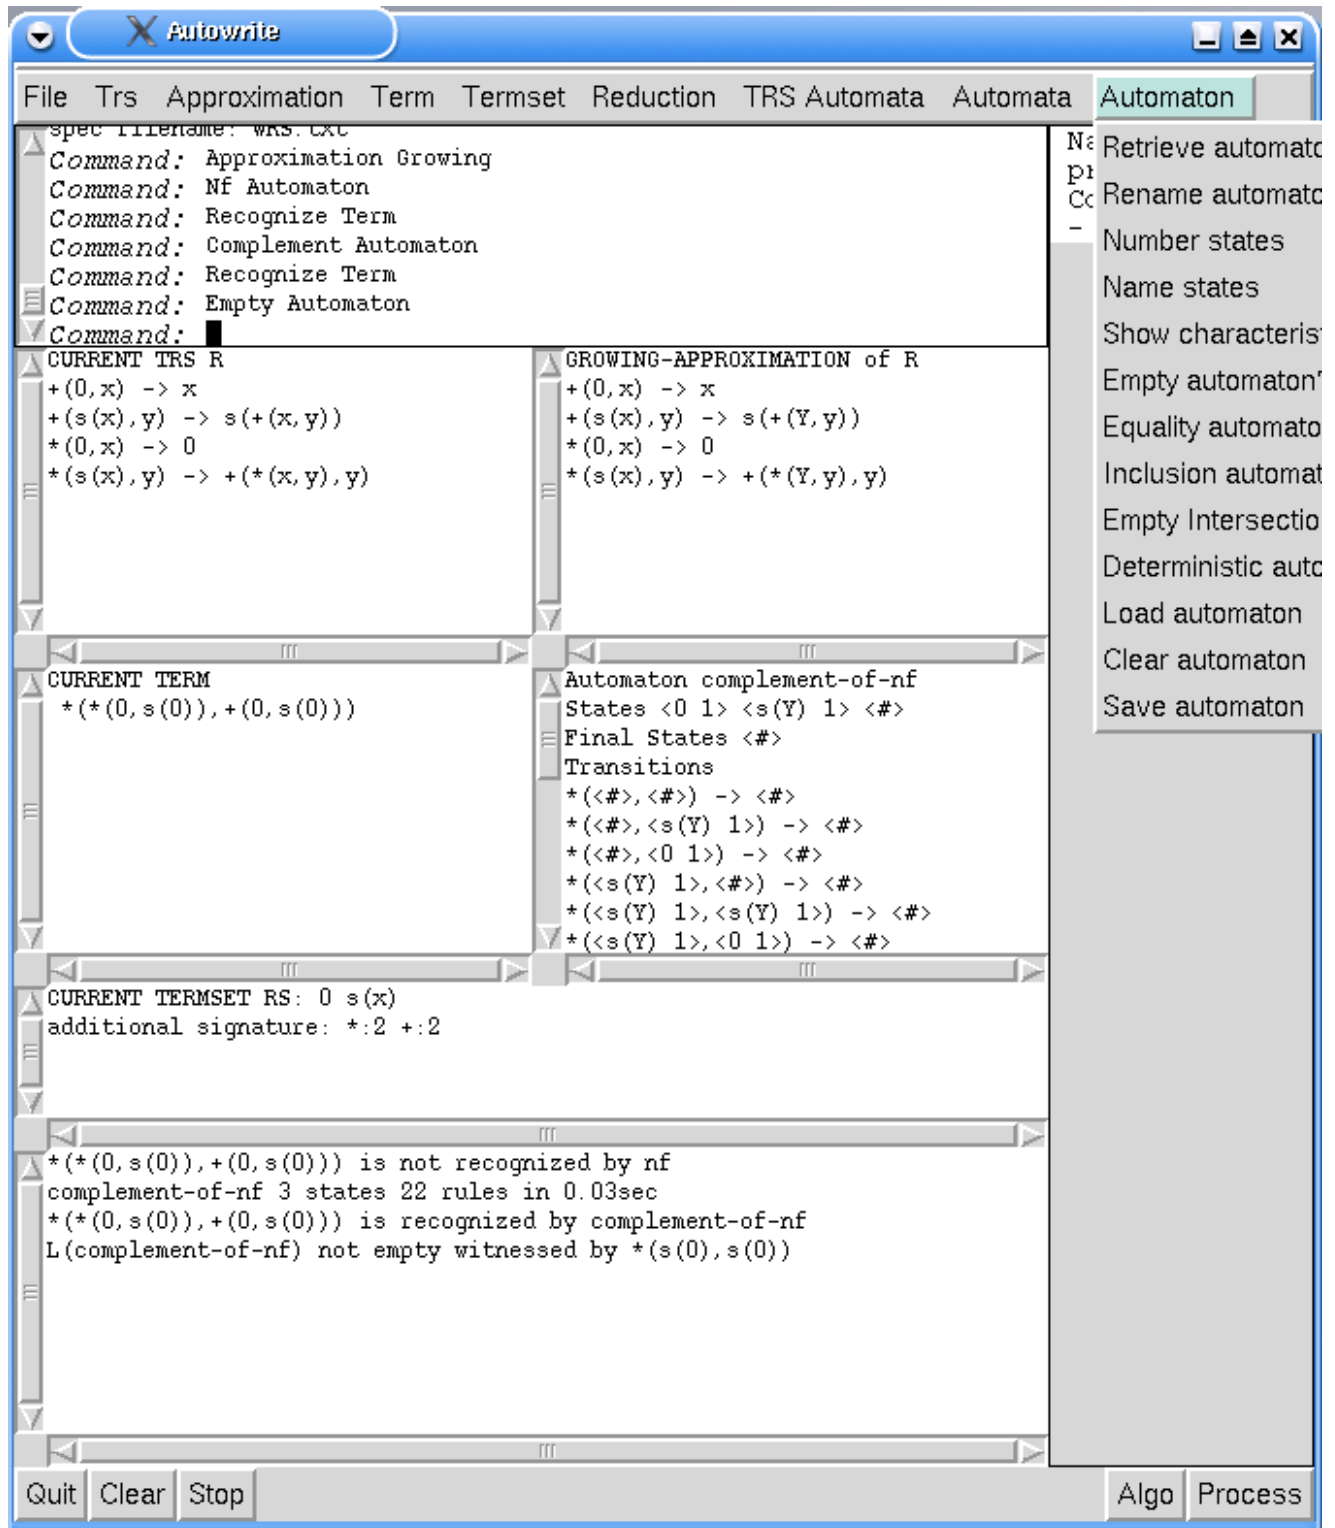 Autowrite
File Trs Approximation Term Termset Reduction TRS Automata Automata Automaton
spec filename: WRS.txt
Command: Approximation Growing
Command: Nf Automaton
Command: Recognize Term
Command: Complement Automaton
Command: Recognize Term
Command: Empty Automaton
Command:
Retrieve automato
Rename automato
Number states
Name states
Show characterist
Empty automaton?
Equality automato
Inclusion automat
Empty Intersectio
Deterministic auto
Load automaton
Clear automaton
Save automaton
CURRENT TRS R
+(0,x) -> x
+(s(x),y) -> s(+(x,y))
*(0,x) -> 0
*(s(x),y) -> +(*(x,y),y)
GROWING-APPROXIMATION of R
+(0,x) -> x
+(s(x),y) -> s(+(Y,y))
*(0,x) -> 0
*(s(x),y) -> +(*(Y,y),y)
CURRENT TERM
*(*(0,s(0)),+(0,s(0)))
Automaton complement-of-nf
States <0 1> <s(Y) 1> <#>
Final States <#>
Transitions
*(<#>,<#>) -> <#>
*(<#>,<s(Y) 1>) -> <#>
*(<#>,<0 1>) -> <#>
*(<s(Y) 1>,<#>) -> <#>
*(<s(Y) 1>,<s(Y) 1>) -> <#>
*(<s(Y) 1>,<0 1>) -> <#>
CURRENT TERMSET RS: 0 s(x)
additional signature: *:2 +:2
*(*(0,s(0)),+(0,s(0))) is not recognized by nf
complement-of-nf 3 states 22 rules in 0.03sec
*(*(0,s(0)),+(0,s(0))) is recognized by complement-of-nf
L(complement-of-nf) not empty witnessed by *(s(0),s(0))
Quit Clear Stop Algo Process